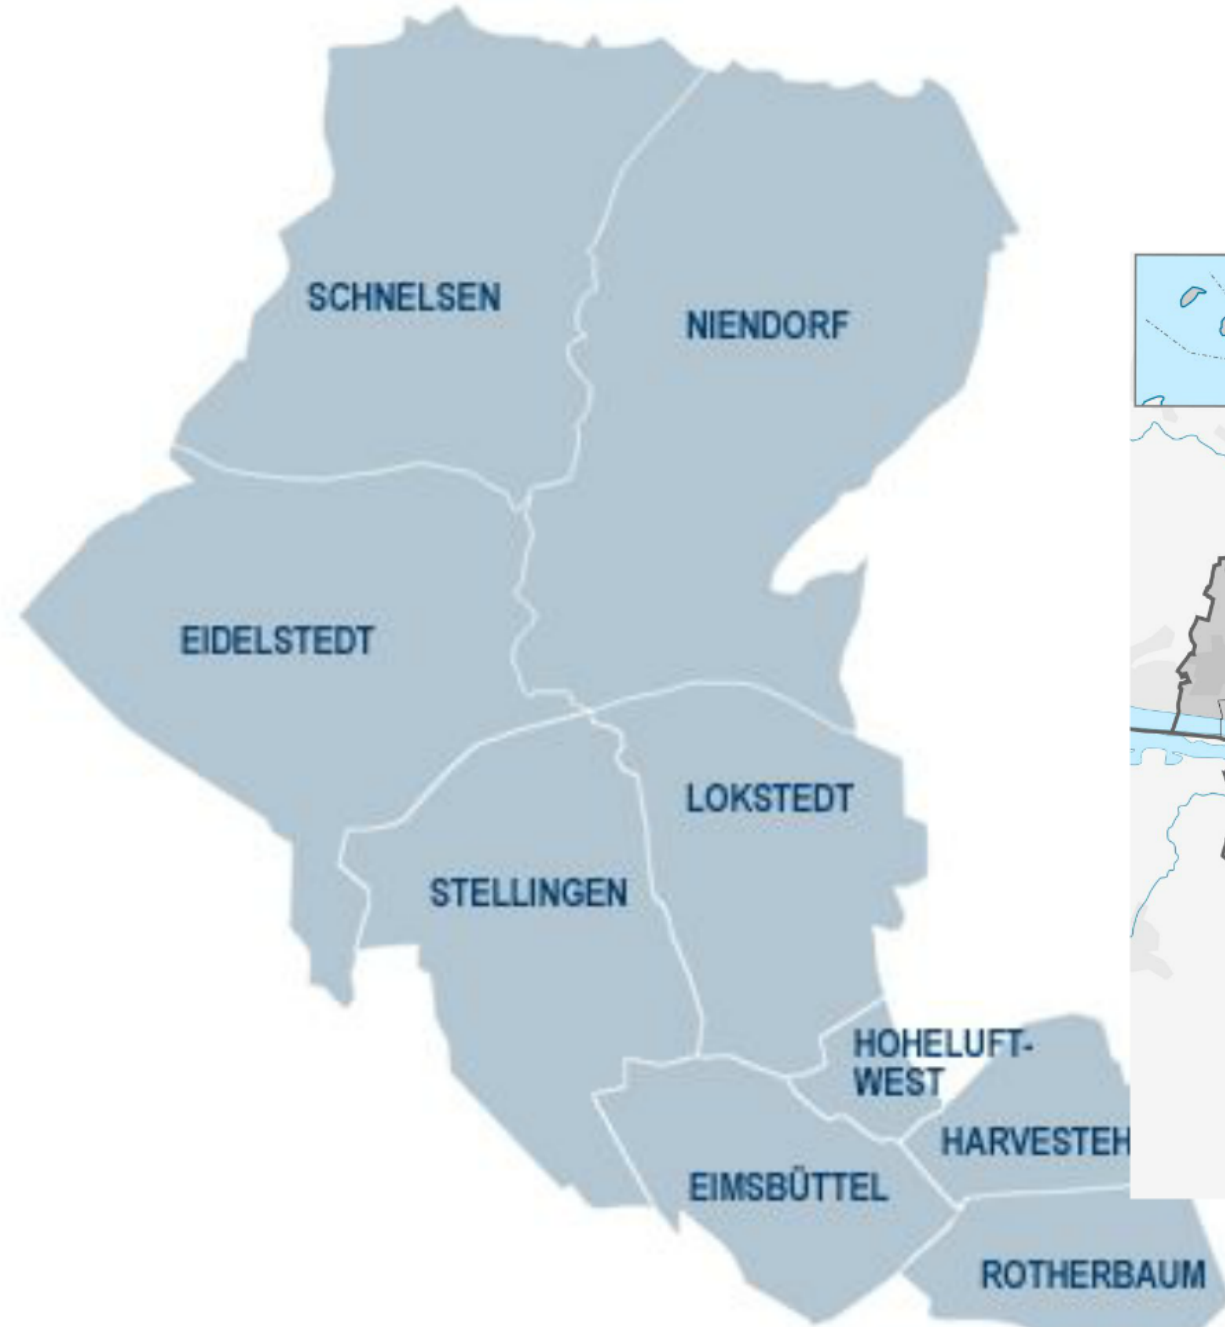 SCHNELSEN
NIENDORF
EIDELSTEDT
LOKSTEDT
STELLINGEN
HOHELUFT-
WEST
HARVESTEH
EIMSBÜTTEL
ROTHERBAUM